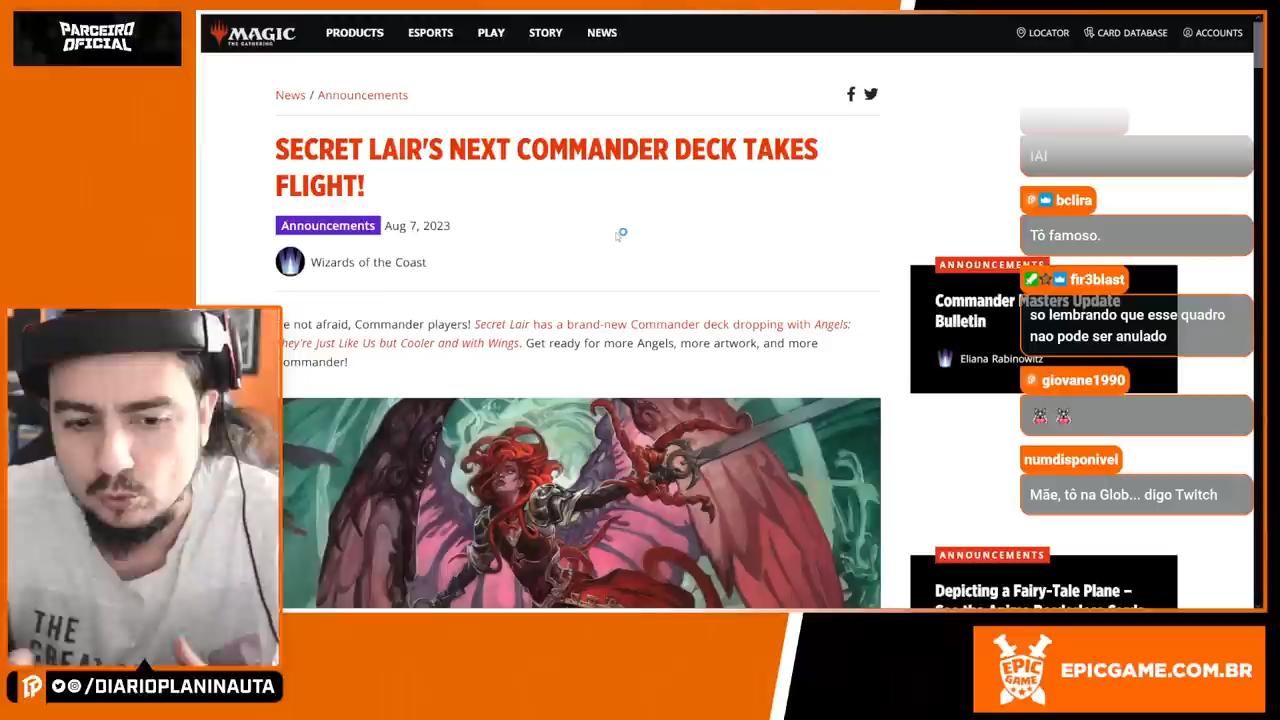 PARCEIRO
OFICIAL
MAGIC
THE GATHERING
PRODUCTS
ESPORTS
PLAY
STORY
NEWS
LOCATOR
CARD DATABASE
ACCOUNTS
News / Announcements
SECRET LAIR'S NEXT COMMANDER DECK TAKES
FLIGHT!
Announcements Aug 7, 2023
Wizards of the Coast
e not afraid, Commander players! Secret Lair has a brand-new Commander deck dropping with Angels:
hey're Just Like Us but Cooler and with Wings. Get ready for more Angels, more artwork, and more
ommander!
ANNOUNCEMENTS
Commander Masters Update
Bulletin
Eliana Rabinowitz
ANNOUNCEMENTS
Depicting a Fairy-Tale Plane –
IAI
bclira
Tô famoso.
fir3blast
so lembrando que esse quadro
nao pode ser anulado
giovane1990
numdisponivel
Mãe, tô na Glob... digo Twitch
THE
GREA
/DIARIOPLANINAUTA
EPIC
GAME
EPICGAME.COM.BR